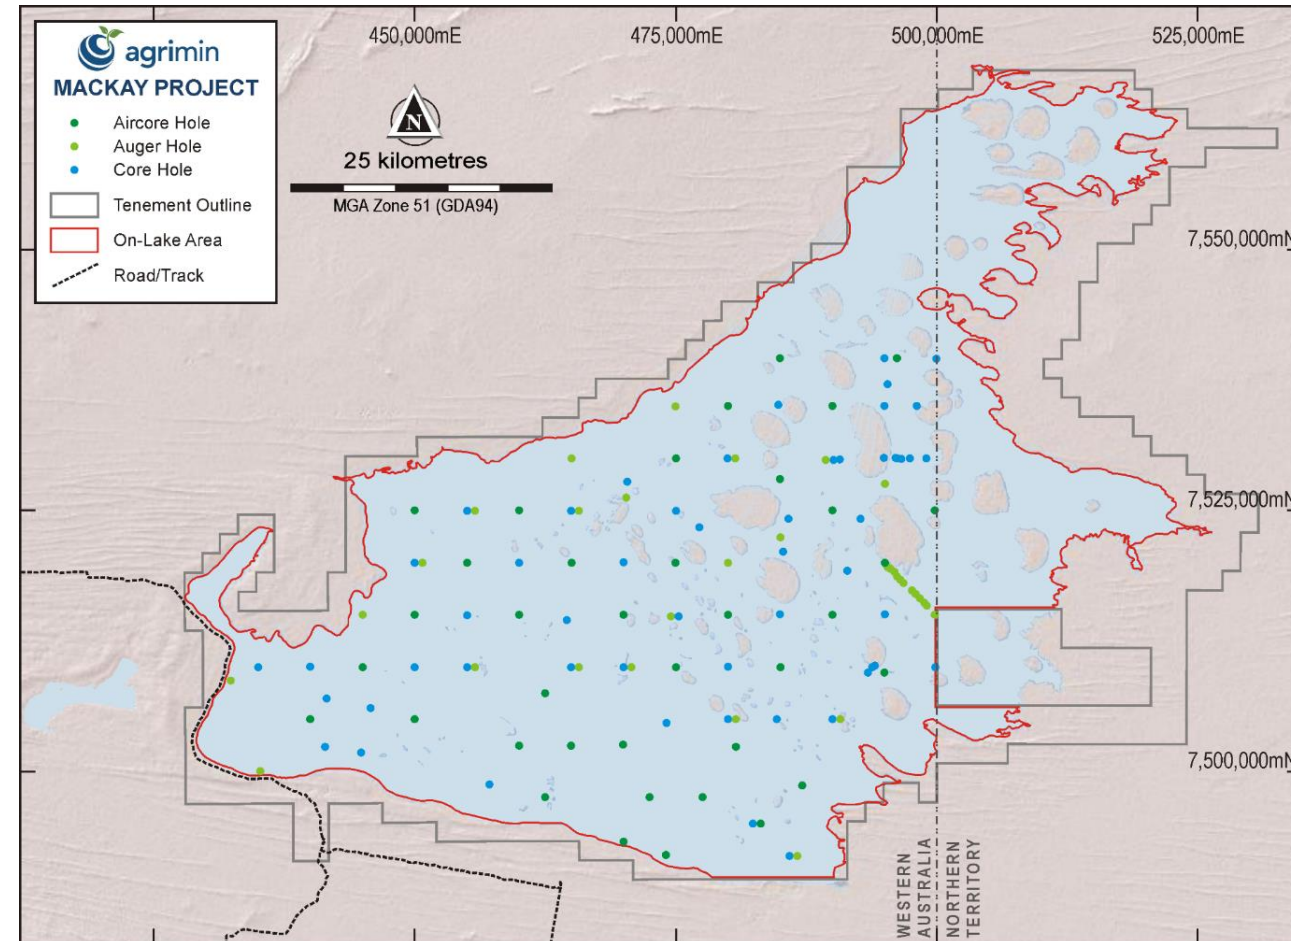 agrimin
MACKAY PROJECT
Aircore Hole
Auger Hole
Core Hole
Tenement Outline
On-Lake Area
Road/Track
450,000mE
475,000mE
500,000mE
525,000mE
N
25 kilometres
MGA Zone 51 (GDA94)
7,550,000mN
7,525,000mN
7,500,000mN
WESTERN
AUSTRALIA
NORTHERN
TERRITORY